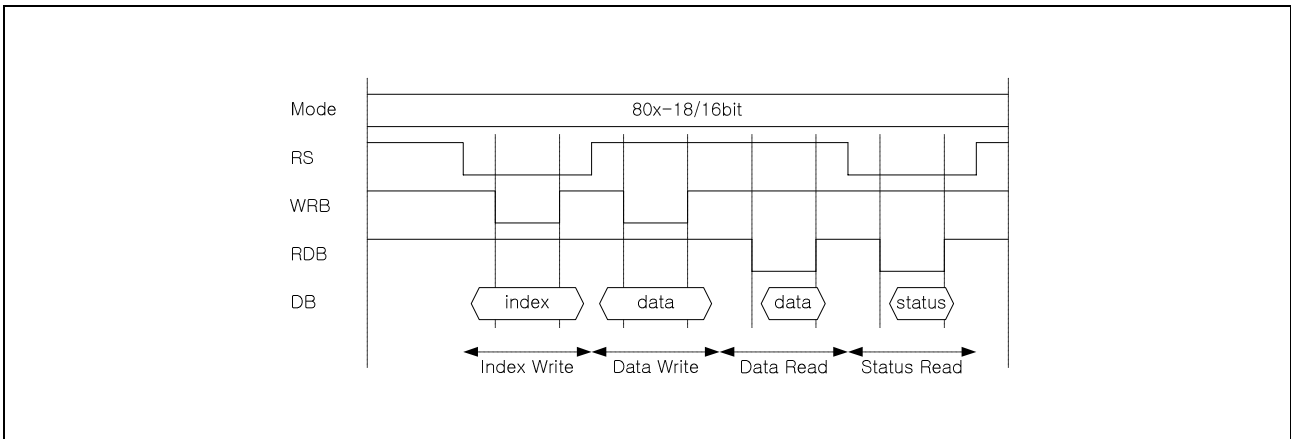 Mode 80x-18/16bit
RS
WRB
RDB
DB index data data status
Index Write Data Write Data Read Status Read